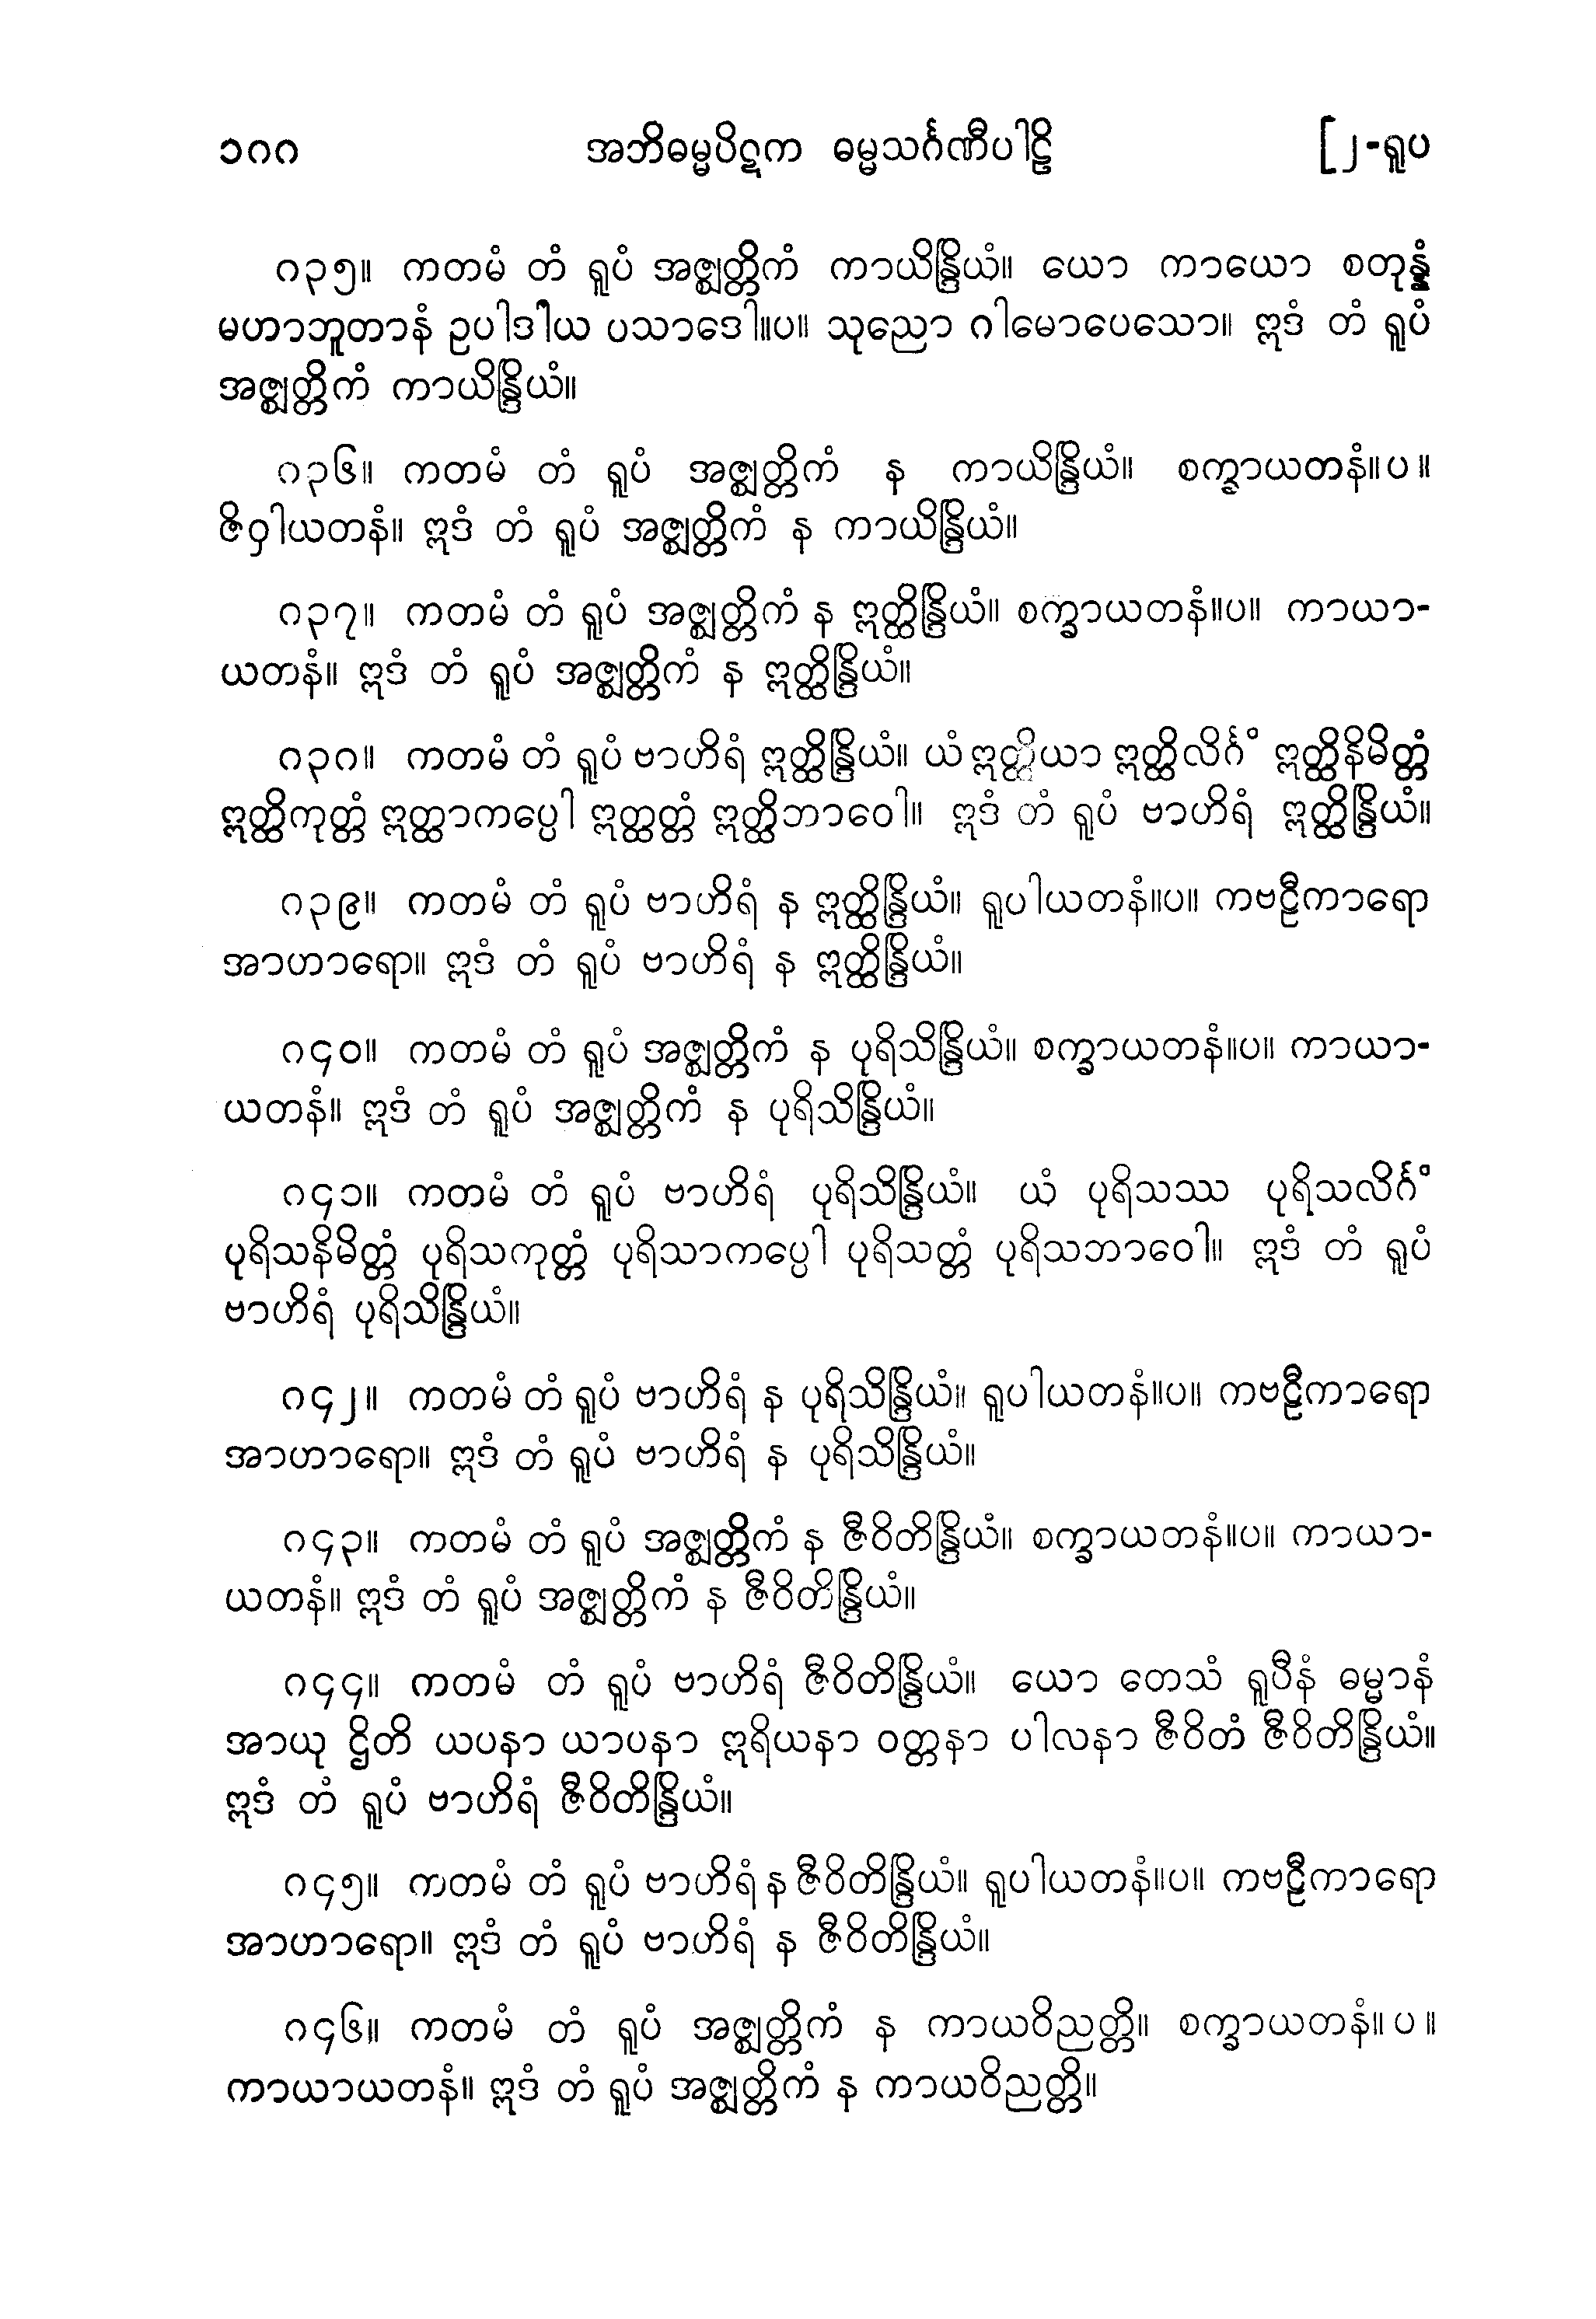 ၁၈၈ အဘိဓမ္မပိဋက ဓမ္မသင်္ဂဏီပါဠိ [၂-ရူပ
၈၃၅။ ကတမံ တံ ရူပံ အဇ္ဈတ္တိကံ ကာယိန္ဒြိယံ။ ယော ကာယော စတုန္နံ
မဟာဘူတာနံ ဥပါဒါယ ပသာဒေါ။ပ။ သုညော ဂါမောပေသော။ ဣဒံ တံ ရူပံ
အဇ္ဈတ္တိကံ ကာယိန္ဒြိယံ။
၈၃၆။ ကတမံ တံ ရူပံ အဇ္ဈတ္တိကံ န ကာယိန္ဒြိယံ။ စက္ခာယတနံ။ပ။
ဇိဝှါယတနံ။ ဣဒံ တံ ရူပံ အဇ္ဈတ္တိကံ န ကာယိန္ဒြိယံ။
၈၃၇။ ကတမံ တံ ရူပံ အဇ္ဈတ္တိကံ န ဣတ္ထိန္ဒြိယံ။ စက္ခာယတနံ။ပ။ ကာယာ-
ယတနံ။ ဣဒံ တံ ရူပံ အဇ္ဈတ္တိကံ န ဣတ္ထိန္ဒြိယံ။
၈၃၈။ ကတမံ တံ ရူပံ ဗာဟိရံ ဣတ္ထိန္ဒြိယံ။ ယံ ဣတ္ထိယာ ဣတ္ထိလိင်္ဂံ ဣတ္ထိနိမိတ္တံ
ဣတ္ထိကုတ္တံ ဣတ္ထာကပ္ပေါ ဣတ္ထတ္တံ ဣတ္ထိဘာဝေါ။ ဣဒံ တံ ရူပံ ဗာဟိရံ ဣတ္ထိန္ဒြိယံ။
၈၃၉။ ကတမံ တံ ရူပံ ဗာဟိရံ န ဣတ္ထိန္ဒြိယံ။ ရူပါယတနံ။ပ။ ကဗဠီကာရော
အာဟာရော။ ဣဒံ တံ ရူပံ ဗာဟိရံ န ဣတ္ထိန္ဒြိယံ။
၈၄၀။ ကတမံ တံ ရူပံ အဇ္ဈတ္တိကံ န ပုရိသိန္ဒြိယံ။ စက္ခာယတနံ။ပ။ ကာယာ-
ယတနံ။ ဣဒံ တံ ရူပံ အဇ္ဈတ္တိကံ န ပုရိသိန္ဒြိယံ။
၈၄၁။ ကတမံ တံ ရူပံ ဗာဟိရံ ပုရိသိန္ဒြိယံ။ ယံ ပုရိသဿ ပုရိသလိင်္ဂံ
ပုရိသနိမိတ္တံ ပုရိသကုတ္တံ ပုရိသာကပ္ပေါ ပုရိသတ္တံ ပုရိသဘာဝေါ။ ဣဒံ တံ ရူပံ
ဗာဟိရံ ပုရိသိန္ဒြိယံ။
၈၄၂။ ကတမံ တံ ရူပံ ဗာဟိရံ န ပုရိသိန္ဒြိယံ။ ရူပါယတနံ။ပ။ ကဗဠီကာရော
အာဟာရော။ ဣဒံ တံ ရူပံ ဗာဟိရံ န ပုရိသိန္ဒြိယံ။
၈၄၃။ ကတမံ တံ ရူပံ အဇ္ဈတ္တိကံ န ဇီဝိတိန္ဒြိယံ။ စက္ခာယတနံ။ပ။ ကာယာ-
ယတနံ။ ဣဒံ တံ ရူပံ အဇ္ဈတ္တိကံ န ဇီဝိတိန္ဒြိယံ။
၈၄၄။ ကတမံ တံ ရူပံ ဗာဟိရံ ဇီဝိတိန္ဒြိယံ။ ယော တေသံ ရူပီနံ ဓမ္မာနံ
အာယု ဌိတိ ယပနာ ယာပနာ ဣရိယနာ ဝတ္တနာ ပါလနာ ဇီဝိတံ ဇီဝိတိန္ဒြိယံ။
ဣဒံ တံ ရူပံ ဗာဟိရံ ဇီဝိတိန္ဒြိယံ။
၈၄၅။ ကတမံ တံ ရူပံ ဗာဟိရံ န ဇီဝိတိန္ဒြိယံ။ ရူပါယတနံ။ပ။ ကဗဠီကာရော
အာဟာရော။ ဣဒံ တံ ရူပံ ဗာဟိရံ န ဇီဝိတိန္ဒြိယံ။
၈၄၆။ ကတမံ တံ ရူပံ အဇ္ဈတ္တိကံ န ကာယဝိညတ္တိ။ စက္ခာယတနံ။ပ။
ကာယာယတနံ။ ဣဒံ တံ ရူပံ အဇ္ဈတ္တိကံ န ကာယဝိညတ္တိ။